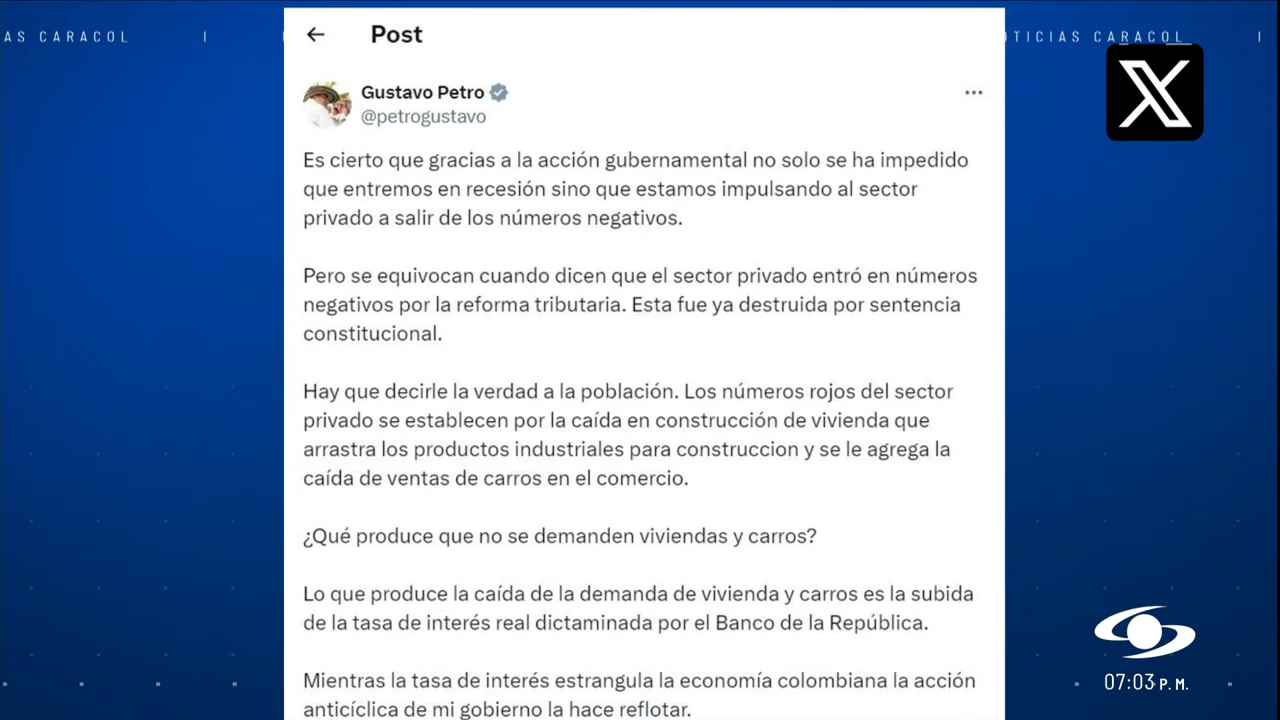 AS CARACOL
OTICIAS CARACOL
Post
Gustavo Petro
@petrogustavo
Es cierto que gracias a la acción gubernamental no solo se ha impedido
que entremos en recesión sino que estamos impulsando al sector
privado a salir de los números negativos.
Pero se equivocan cuando dicen que el sector privado entró en números
negativos por la reforma tributaria. Esta fue ya destruida por sentencia
constitucional.
Hay que decirle la verdad a la población. Los números rojos del sector
privado se establecen por la caída en construcción de vivienda que
arrastra los productos industriales para construccion y se le agrega la
caída de ventas de carros en el comercio.
¿Qué produce que no se demanden viviendas y carros?
Lo que produce la caída de la demanda de vivienda y carros es la subida
de la tasa de interés real dictaminada por el Banco de la República.
Mientras la tasa de interés estrangula la economía colombiana la acción
anticíclica de mi gobierno la hace reflotar.
07:03 P.M.